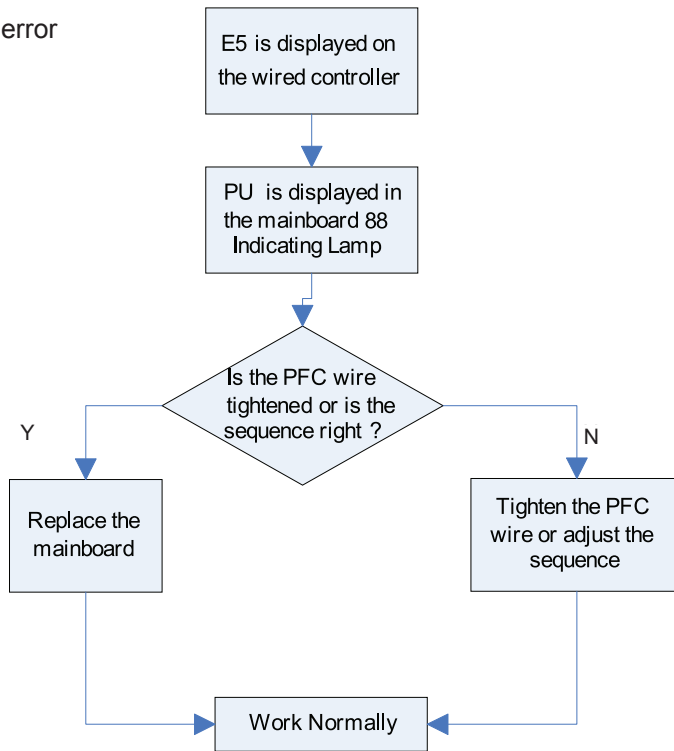 error
E5 is displayed on
the wired controller
PU is displayed in
the mainboard 88
Indicating Lamp
Is the PFC wire
tightened or is the
sequence right ?
Y
N
Replace the
mainboard
Tighten the PFC
wire or adjust the
sequence
Work Normally